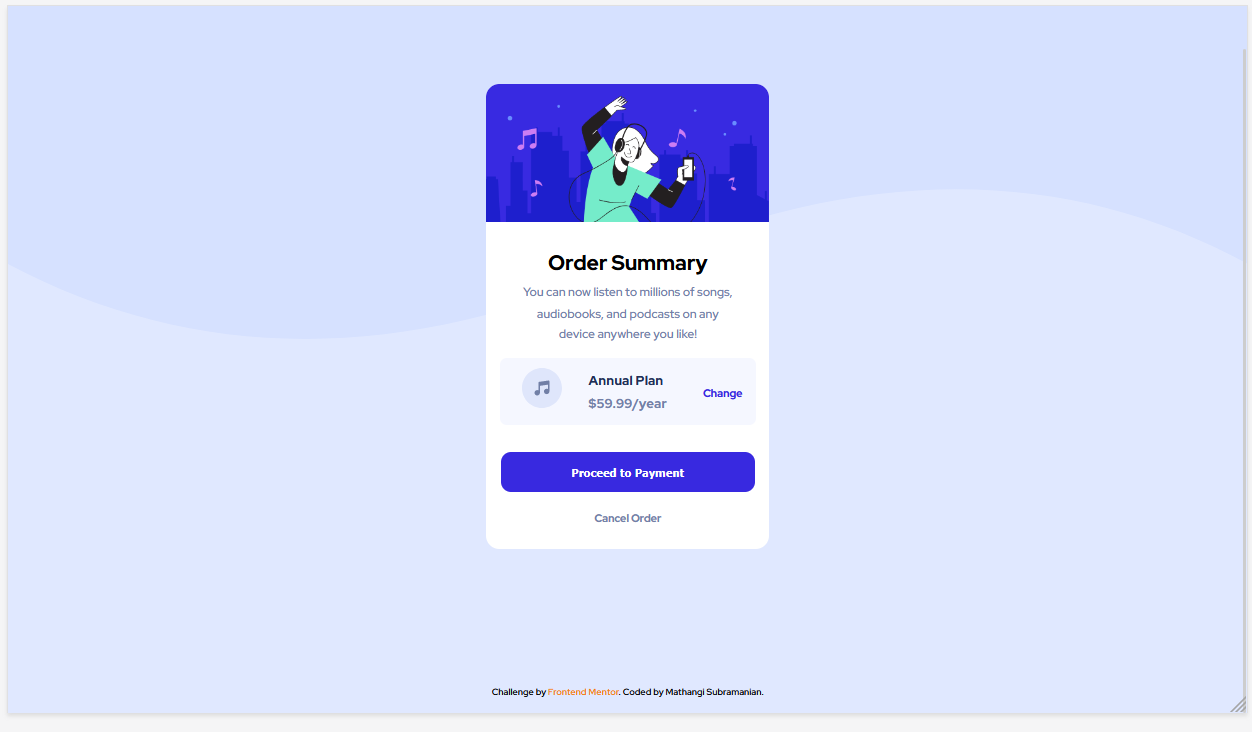 Order Summary
You can now listen to millions of songs,
audiobooks, and podcasts on any
device anywhere you like!
Annual Plan
$59.99/year
Change
Proceed to Payment
Cancel Order
Challenge by Frontend Mentor. Coded by Mathangi Subramanian.